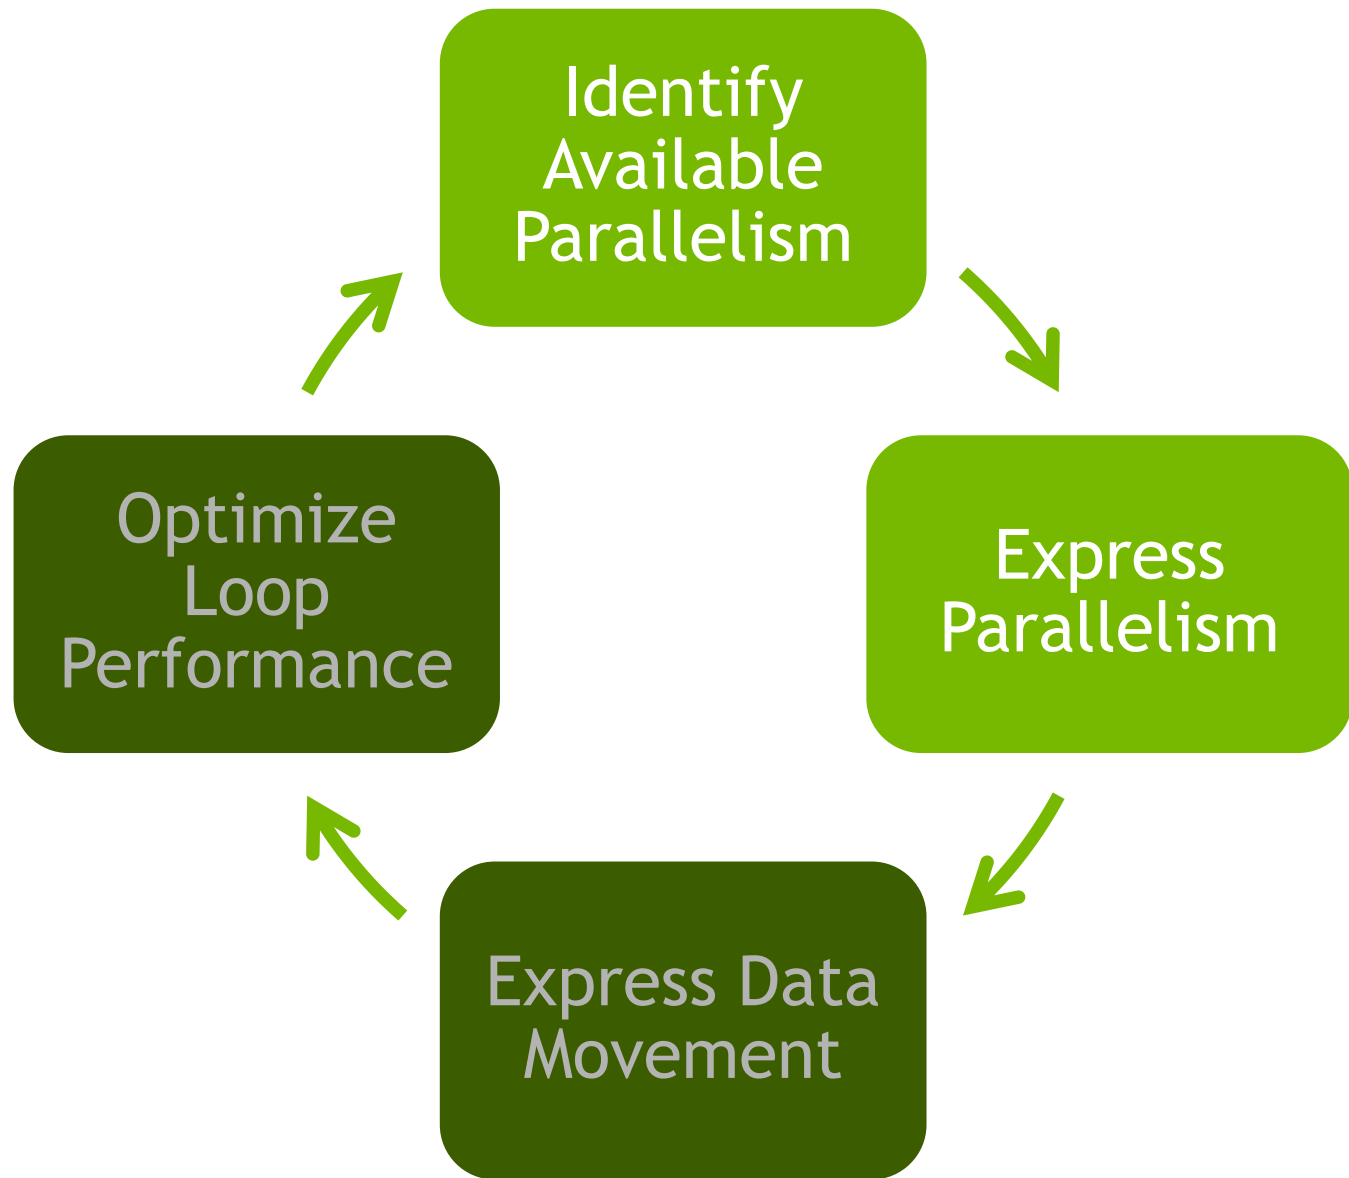 Identify
Available
Parallelism
Express
Parallelism
Express Data
Movement
Optimize
Loop
Performance